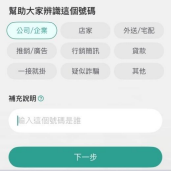 幫助大家辨識這個號碼
公司/企業 店家 外送/宅配
推銷/廣告 行銷簡訊 貸款
一接就掛 疑似詐騙 其他
補充說明
輸入這個號碼是誰
下一步